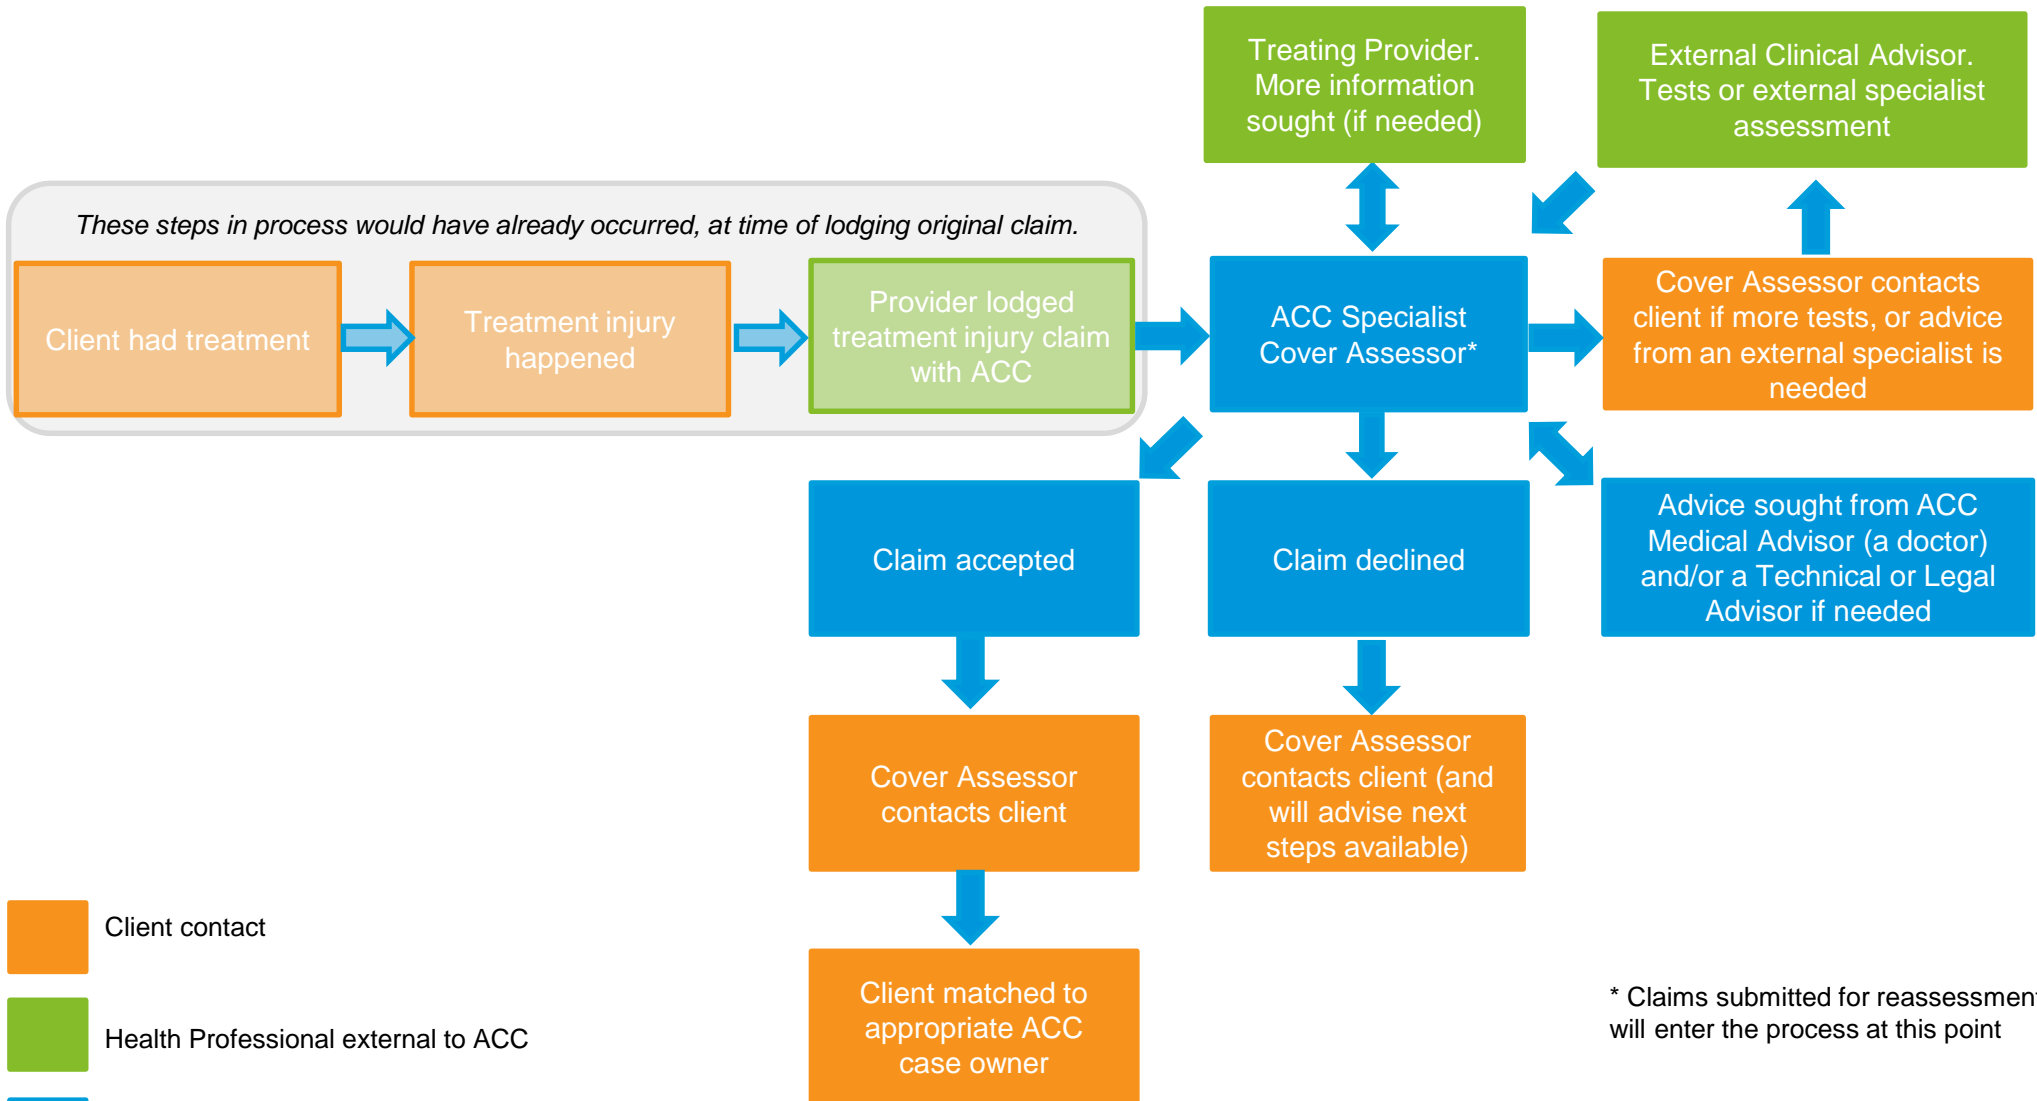 Treating Provider.
More information
sought (if needed)
External Clinical Advisor.
Tests or external specialist
assessment
These steps in process would have already occurred, at time of lodging original claim.
Client had treatment
Treatment injury
happened
Provider lodged
treatment injury claim
with ACC
ACC Specialist
Cover Assessor*
Cover Assessor contacts
client if more tests, or advice
from an external specialist is
needed
Claim accepted
Claim declined
Advice sought from ACC
Medical Advisor (a doctor)
and/or a Technical or Legal
Advisor if needed
Cover Assessor
contacts client
Cover Assessor
contacts client (and
will advise next
steps available)
Client contact
Health Professional external to ACC
Client matched to
appropriate ACC
case owner
* Claims submitted for reassessment
will enter the process at this point